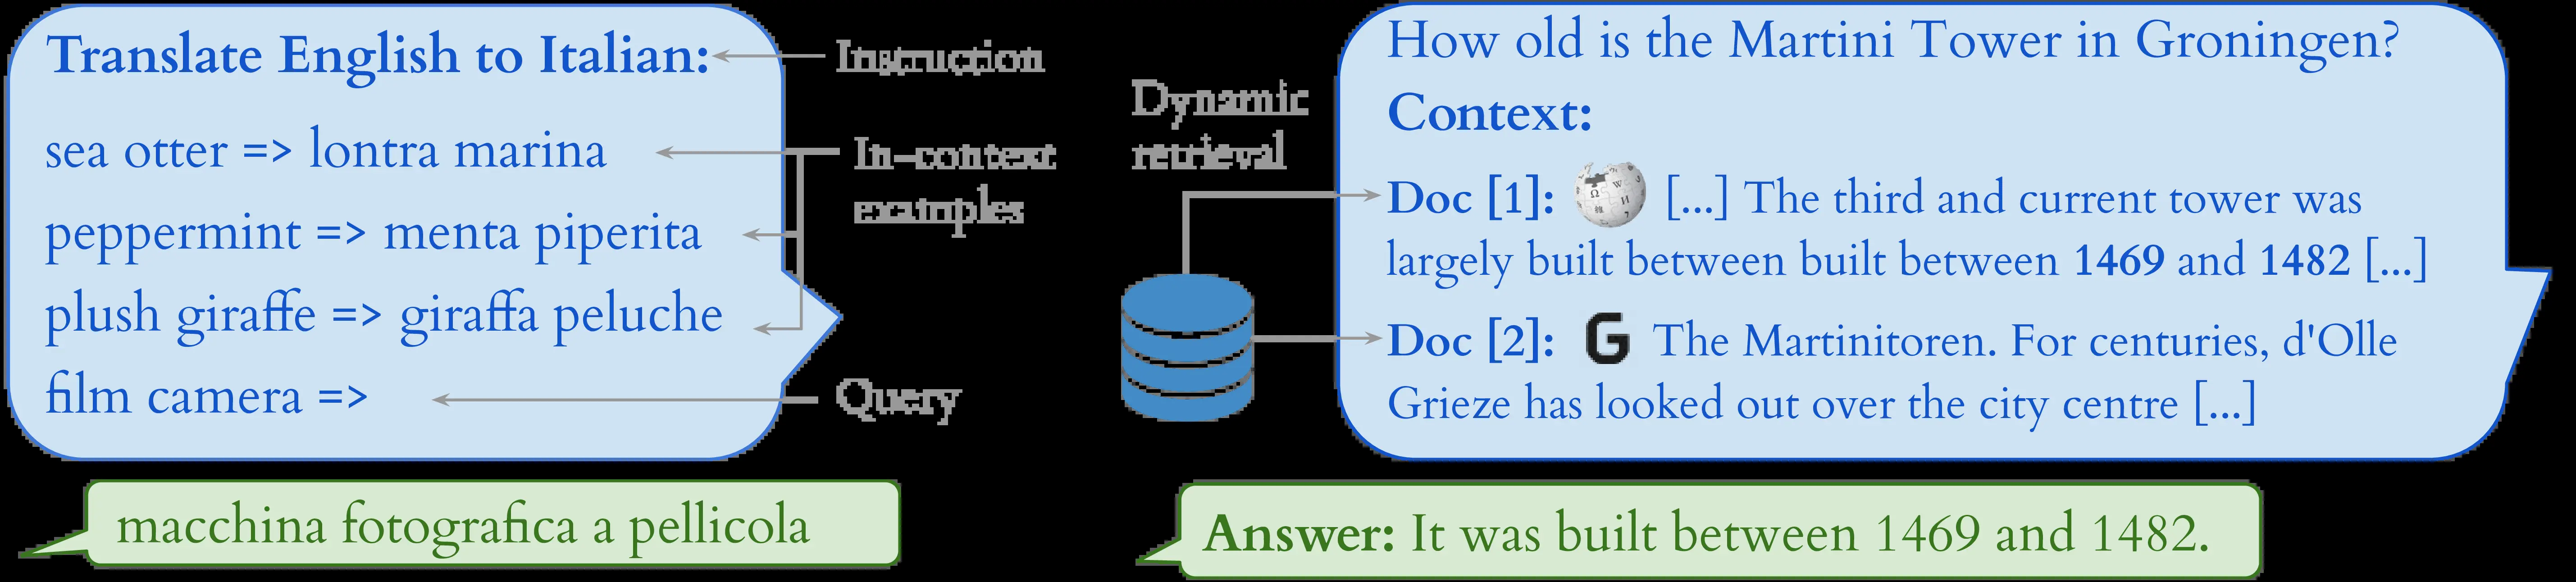 Translate English to Italian:
sea otter => lontra marina
peppermint => menta piperita
plush giraffe => giraffa peluche
film camera =>
Instruction
In-context
examples
Query
macchina fotografica a pellicola
Dynamic
retrieval
How old is the Martini Tower in Groningen?
Context:
Doc [1]: [...] The third and current tower was
largely built between built between 1469 and 1482 [...]
Doc [2]: G The Martinitoren. For centuries, d'Olle
Grieze has looked out over the city centre [...]
Answer: It was built between 1469 and 1482.